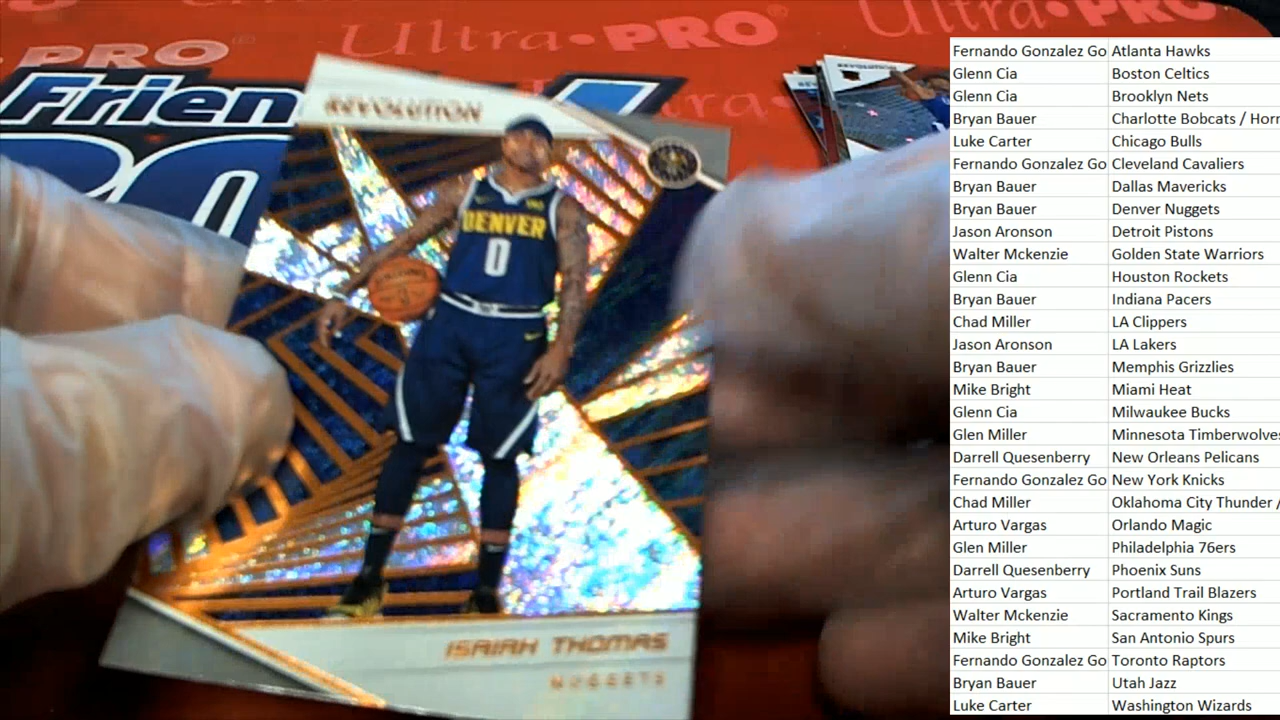 Ultra•PRO
Ultra•PRO
PRO
Frien
REVOLUTION
REVOLUTION
DENVER
0
SPALDING
ISAIAH THOMAS
NUGGETS
Fernando Gonzalez Go Atlanta Hawks
Glenn Cia Boston Celtics
Glenn Cia Brooklyn Nets
Bryan Bauer Charlotte Bobcats / Horr
Luke Carter Chicago Bulls
Fernando Gonzalez Go Cleveland Cavaliers
Bryan Bauer Dallas Mavericks
Bryan Bauer Denver Nuggets
Jason Aronson Detroit Pistons
Walter Mckenzie Golden State Warriors
Glenn Cia Houston Rockets
Bryan Bauer Indiana Pacers
Chad Miller LA Clippers
Jason Aronson LA Lakers
Bryan Bauer Memphis Grizzlies
Mike Bright Miami Heat
Glenn Cia Milwaukee Bucks
Glen Miller Minnesota Timberwolves
Darrell Quesenberry New Orleans Pelicans
Fernando Gonzalez Go New York Knicks
Chad Miller Oklahoma City Thunder /
Arturo Vargas Orlando Magic
Glen Miller Philadelphia 76ers
Darrell Quesenberry Phoenix Suns
Arturo Vargas Portland Trail Blazers
Walter Mckenzie Sacramento Kings
Mike Bright San Antonio Spurs
Fernando Gonzalez Go Toronto Raptors
Bryan Bauer Utah Jazz
Luke Carter Washington Wizards